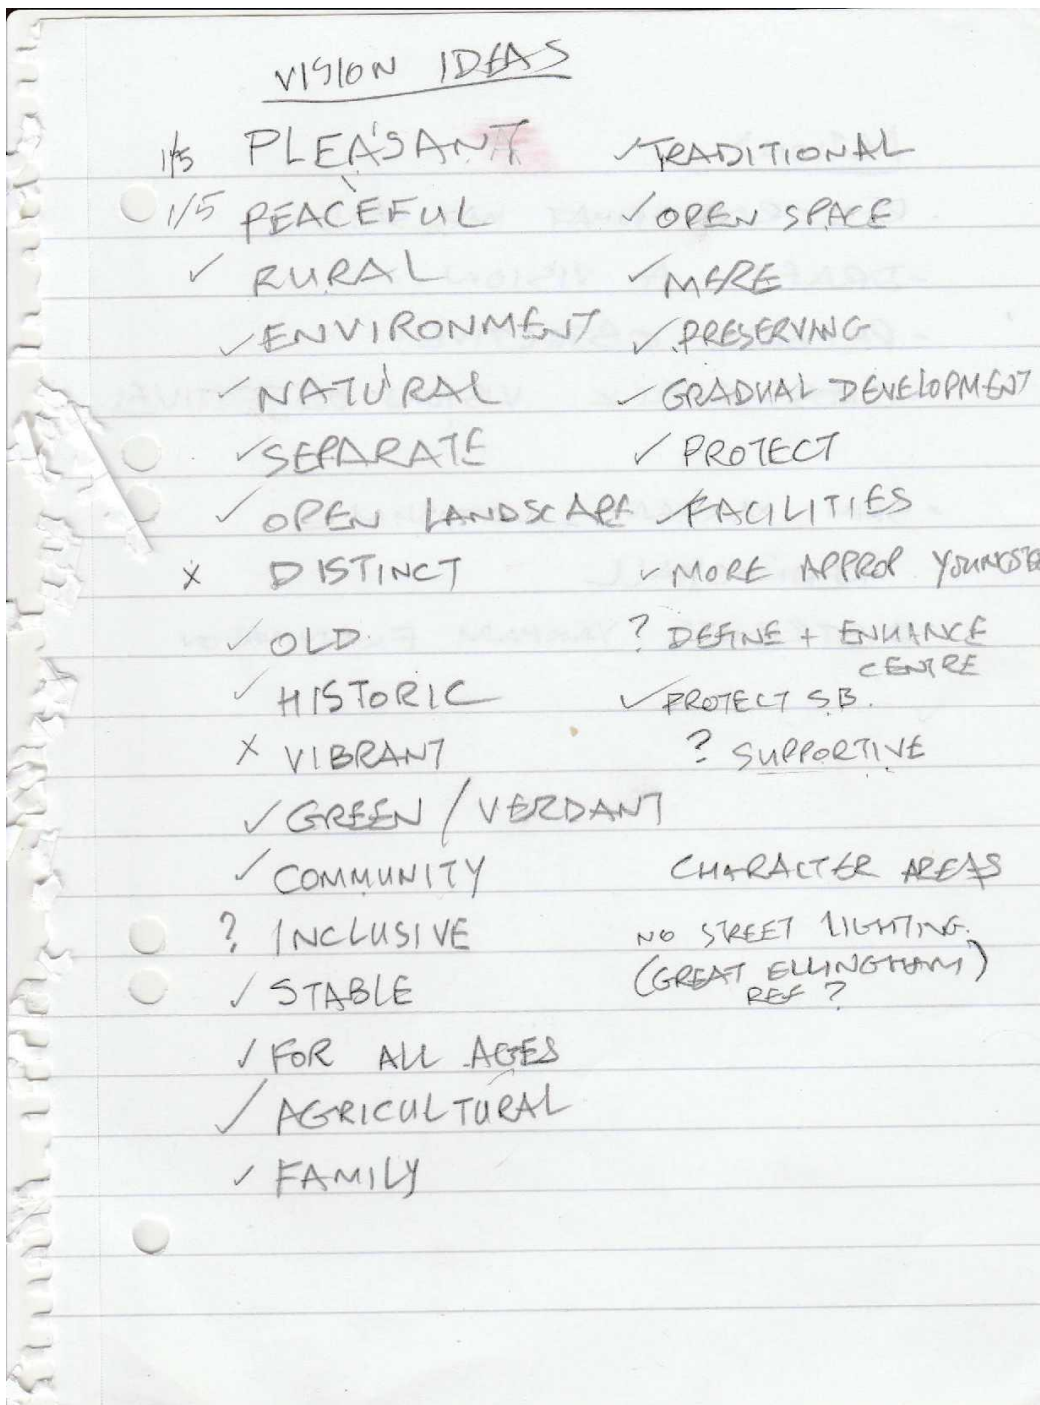 VISION IDEAS
1/5 PLEASANT
1/5 PEACEFUL
✓ RURAL
✓ ENVIRONMENT
✓ NATURAL
✓ SEPARATE
✓ OPEN LANDSCAPE
X DISTINCT
✓ OLD
✓ HISTORIC
X VIBRANT
✓ GREEN / VERDANT
✓ COMMUNITY
? INCLUSIVE
✓ STABLE
✓ FOR ALL AGES
✓ AGRICULTURAL
✓ FAMILY
✓ TRADITIONAL
✓ OPEN SPACE
✓ MERE
✓ PRESERVING
✓ GRADUAL DEVELOPMENT
✓ PROTECT
✓ FACILITIES
✓ MORE APPROP YOUNGSTE
? DEFINE + ENHANCE
CENTRE
✓ PROTECT S.B.
? SUPPORTIVE
CHARACTER AREAS
NO STREET LIGHTING.
(GREAT ELLINGHAM)
REF ?